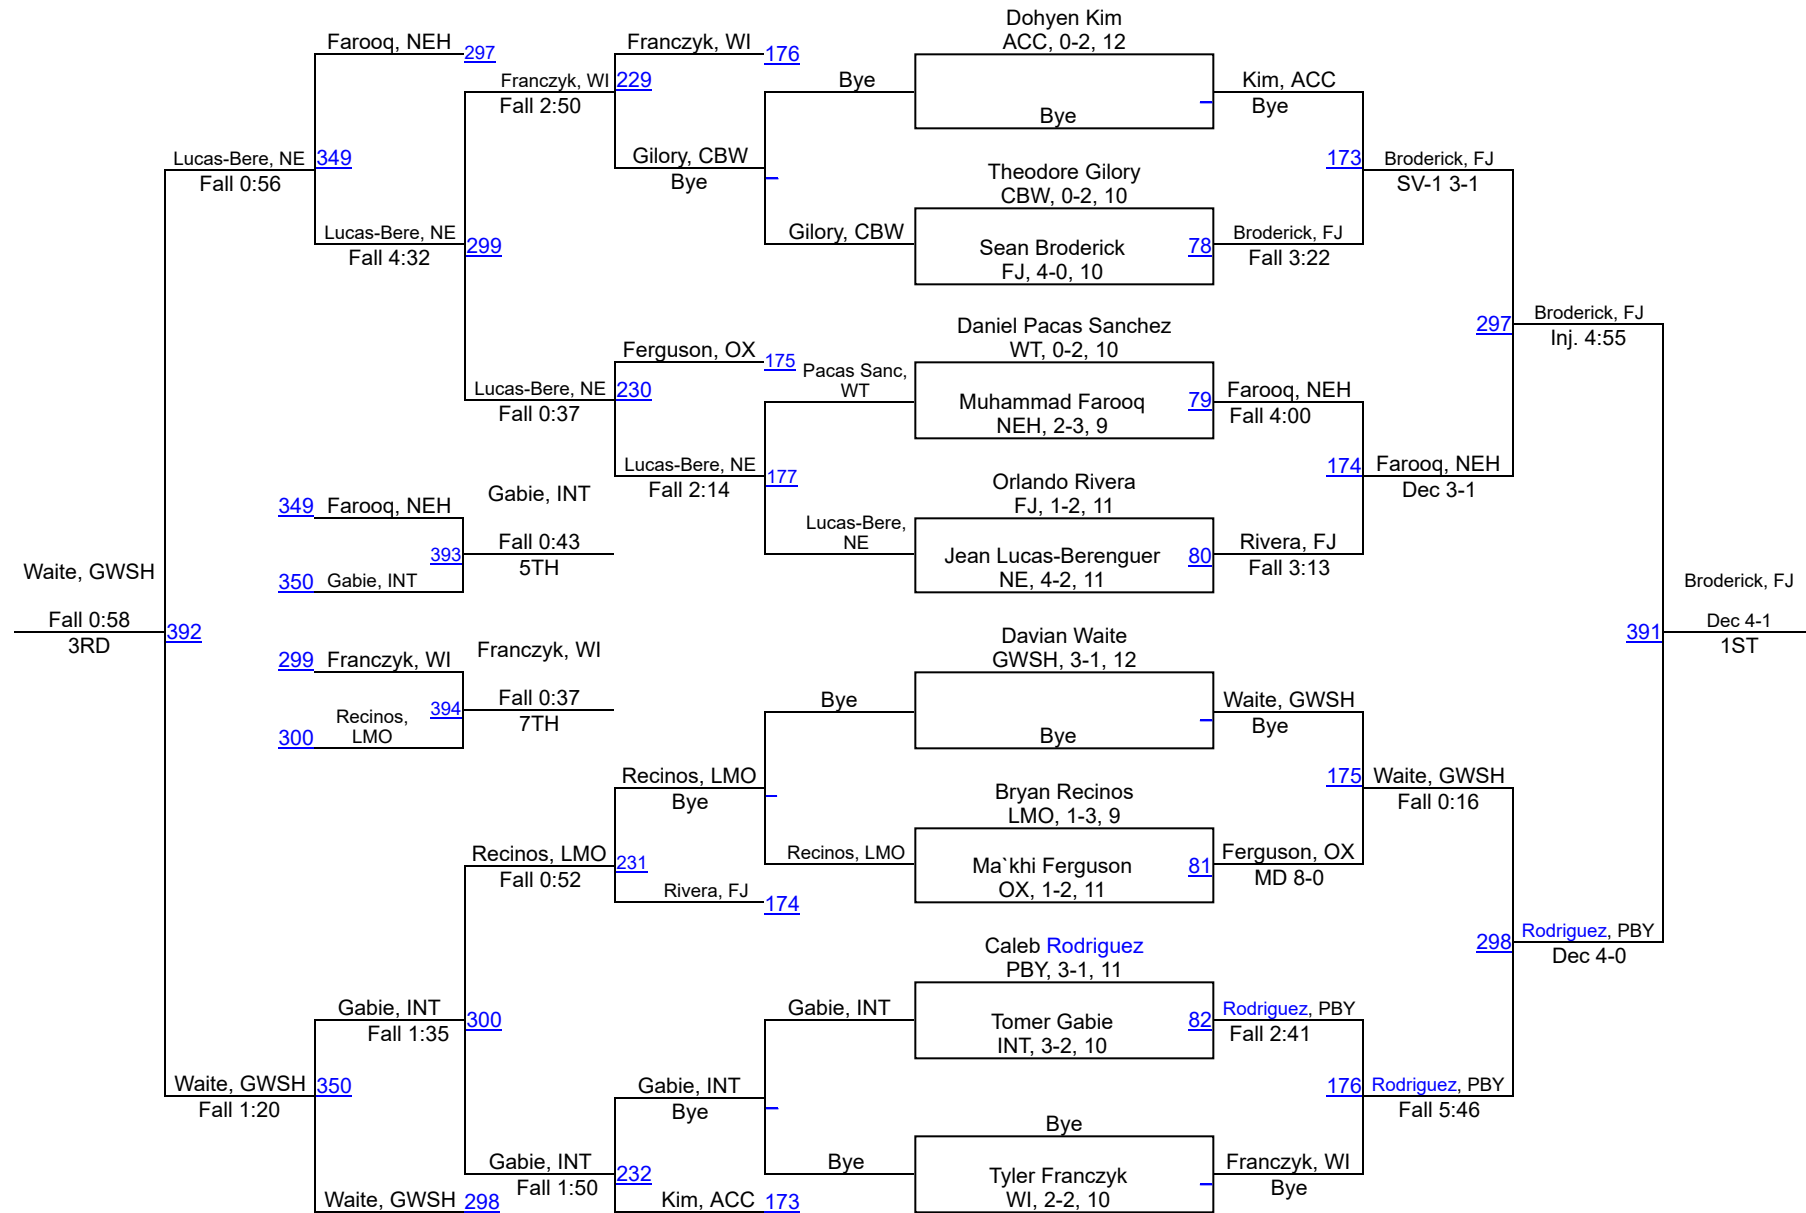 Dohyen Kim
ACC, 0-2, 12
Farooq, NEH
297
Franczyk, WI
176
Franczyk, WI
229
Fall 2:50
Bye
Bye
Kim, ACC
Bye
Gilory, CBW
Bye
Lucas-Bere, NE
349
Fall 0:56
173
Broderick, FJ
SV-1 3-1
Theodore Gilory
CBW, 0-2, 10
Lucas-Bere, NE
Fall 4:32
299
Gilory, CBW
Sean Broderick
FJ, 4-0, 10
78
Broderick, FJ
Fall 3:22
Daniel Pacas Sanchez
WT, 0-2, 10
297
Broderick, FJ
Inj. 4:55
Ferguson, OX
175
Pacas Sanc,
WT
Lucas-Bere, NE
230
Fall 0:37
Muhammad Farooq
NEH, 2-3, 9
79
Farooq, NEH
Fall 4:00
Lucas-Bere, NE
177
Fall 2:14
174
Farooq, NEH
Dec 3-1
Orlando Rivera
FJ, 1-2, 11
349
Farooq, NEH
Gabie, INT
393
Fall 0:43
5TH
350
Gabie, INT
Lucas-Bere,
NE
Jean Lucas-Berenguer
NE, 4-2, 11
80
Rivera, FJ
Fall 3:13
Waite, GWSH
Fall 0:58
3RD
392
Broderick, FJ
391
Dec 4-1
1ST
Davian Waite
GWSH, 3-1, 12
299
Franczyk, WI
Franczyk, WI
394
Fall 0:37
7TH
300
Recinos,
LMO
Bye
Bye
Waite, GWSH
Bye
Recinos, LMO
Bye
175
Waite, GWSH
Fall 0:16
Bryan Recinos
LMO, 1-3, 9
Recinos, LMO
Fall 0:52
231
Rivera, FJ
174
Recinos, LMO
Ma`khi Ferguson
OX, 1-2, 11
81
Ferguson, OX
MD 8-0
Caleb Rodriguez
PBY, 3-1, 11
298
Rodriguez, PBY
Dec 4-0
Gabie, INT
Fall 1:35
300
Gabie, INT
Tomer Gabie
INT, 3-2, 10
82
Rodriguez, PBY
Fall 2:41
Waite, GWSH
350
Fall 1:20
Gabie, INT
Bye
176
Rodriguez, PBY
Fall 5:46
Bye
Gabie, INT
232
Fall 1:50
Bye
Tyler Franczyk
WI, 2-2, 10
Franczyk, WI
Bye
Waite, GWSH
298
Kim, ACC
173